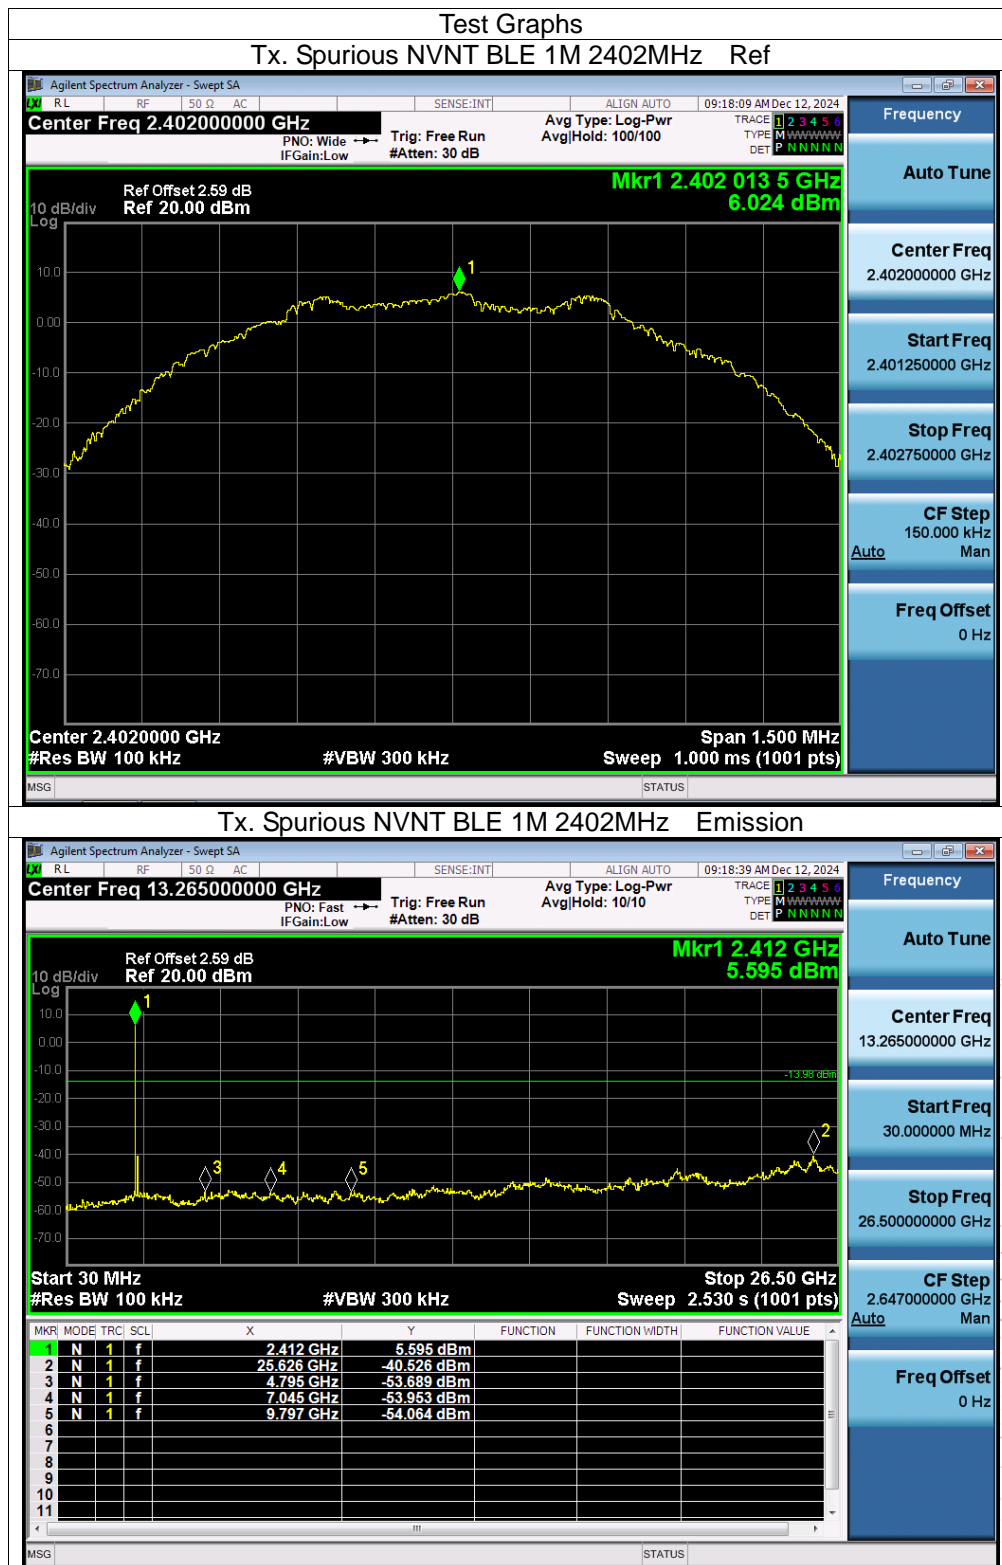 Test Graphs
Tx. Spurious NVNT BLE 1M 2402MHz Ref
Agilent Spectrum Analyzer - Swept SA
LXI RL RF 50 Ω AC SENSE:INT ALIGN AUTO 09:18:09 AM Dec 12, 2024
Center Freq 2.402000000 GHz
PNO: Wide
IFGain:Low
Trig: Free Run
#Atten: 30 dB
Avg Type: Log-Pwr
Avg|Hold: 100/100
TRACE 1 2 3 4 5 6
TYPE M WWWWW
DET P N N N N N
Ref Offset 2.59 dB
10 dB/div Ref 20.00 dBm
Log
Mkr1 2.402 013 5 GHz
6.024 dBm
1
10.0
0.00
-10.0
-20.0
-30.0
-40.0
-50.0
-60.0
-70.0
Center 2.4020000 GHz
Span 1.500 MHz
#Res BW 100 kHz
#VBW 300 kHz
Sweep 1.000 ms (1001 pts)
MSG STATUS
Frequency
Auto Tune
Center Freq
2.402000000 GHz
Start Freq
2.401250000 GHz
Stop Freq
2.402750000 GHz
CF Step
150.000 kHz
Auto Man
Freq Offset
0 Hz
Tx. Spurious NVNT BLE 1M 2402MHz Emission
Agilent Spectrum Analyzer - Swept SA
LXI RL RF 50 Ω AC SENSE:INT ALIGN AUTO 09:18:39 AM Dec 12, 2024
Center Freq 13.265000000 GHz
PNO: Fast
IFGain:Low
Trig: Free Run
#Atten: 30 dB
Avg Type: Log-Pwr
Avg|Hold: 10/10
TRACE 1 2 3 4 5 6
TYPE M WWWWW
DET P N N N N N
Ref Offset 2.59 dB
10 dB/div Ref 20.00 dBm
Log
Mkr1 2.412 GHz
5.595 dBm
1
10.0
0.00
-10.0
-13.98 dBm
-20.0
-30.0
2
-40.0
3 4 5
-50.0
-60.0
-70.0
Start 30 MHz
Stop 26.50 GHz
#Res BW 100 kHz
#VBW 300 kHz
Sweep 2.530 s (1001 pts)
MKR MODE TRC SCL X Y FUNCTION FUNCTION WIDTH FUNCTION VALUE
1 N 1 f 2.412 GHz 5.595 dBm
2 N 1 f 25.626 GHz -40.526 dBm
3 N 1 f 4.795 GHz -53.689 dBm
4 N 1 f 7.045 GHz -53.953 dBm
5 N 1 f 9.797 GHz -54.064 dBm
6
7
8
9
10
11
MSG STATUS
Frequency
Auto Tune
Center Freq
13.265000000 GHz
Start Freq
30.000000 MHz
Stop Freq
26.500000000 GHz
CF Step
2.647000000 GHz
Auto Man
Freq Offset
0 Hz